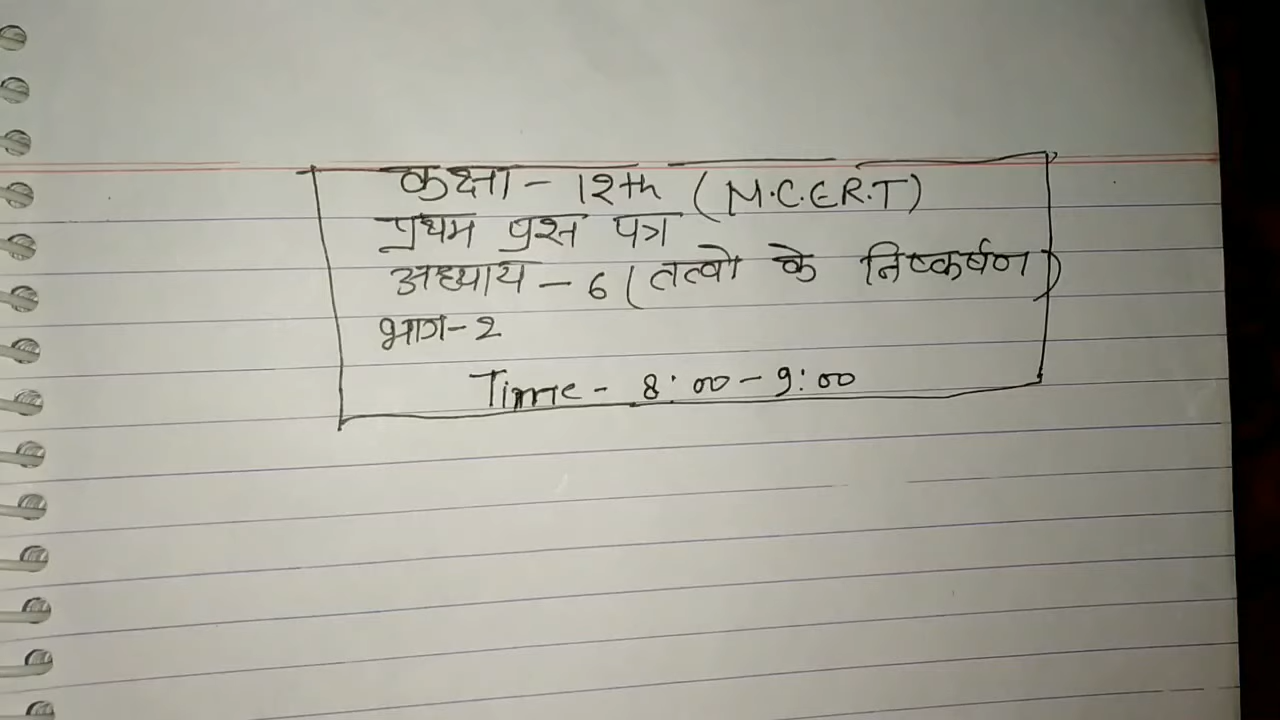 कक्षा - 12th (N.C.E.R.T)
प्रथम प्रश्न पत्र
अध्याय - 6 (तत्वो के निष्कर्षण)
भाग - 2
Time - 8:00 - 9:00